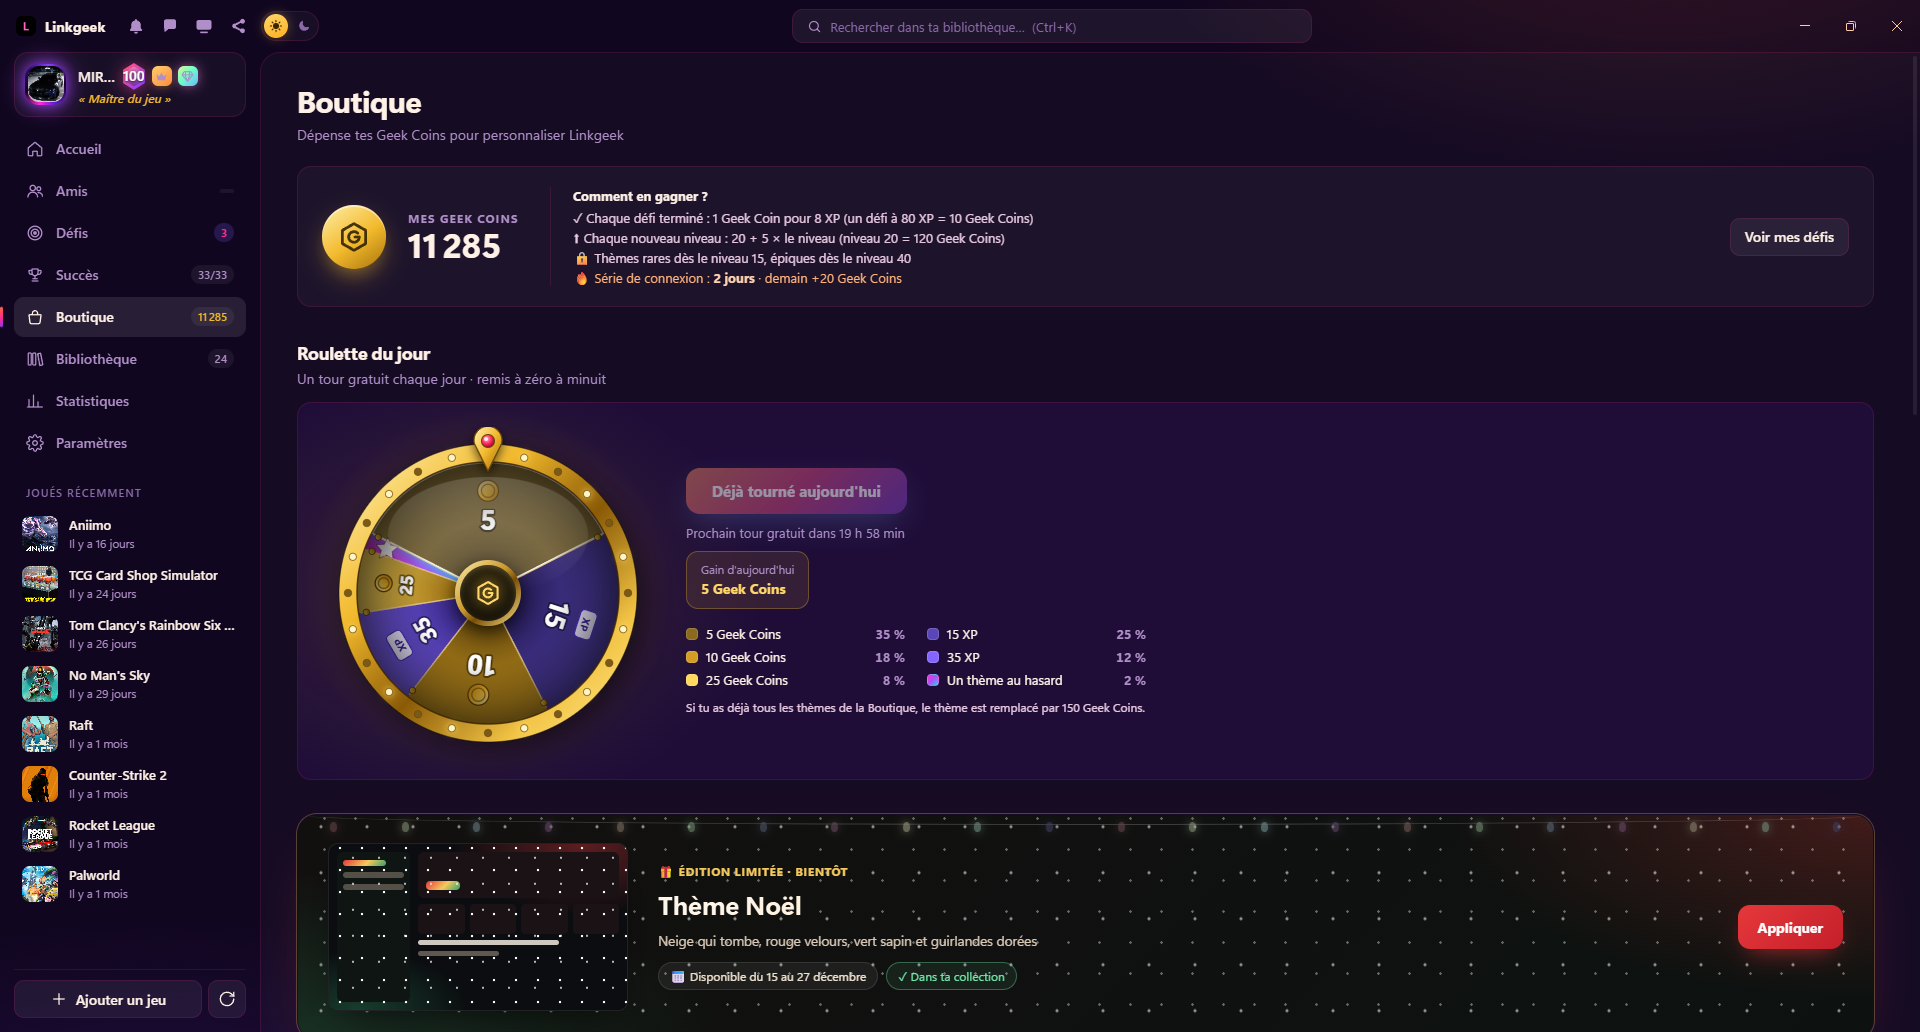 Linkgeek
Rechercher dans ta bibliothèque... (Ctrl+K)
MIR... 100
« Maître du jeu »
Accueil
Amis
Défis 3
Succès 33/33
Boutique 11 285
Bibliothèque 24
Statistiques
Paramètres
JOUÉS RÉCEMMENT
Aniimo
Il y a 16 jours
TCG Card Shop Simulator
Il y a 24 jours
Tom Clancy's Rainbow Six ...
Il y a 26 jours
No Man's Sky
Il y a 29 jours
Raft
Il y a 1 mois
Counter-Strike 2
Il y a 1 mois
Rocket League
Il y a 1 mois
Palworld
Il y a 1 mois
+ Ajouter un jeu
Boutique
Dépense tes Geek Coins pour personnaliser Linkgeek
MES GEEK COINS
11 285
Comment en gagner ?
✓ Chaque défi terminé : 1 Geek Coin pour 8 XP (un défi à 80 XP = 10 Geek Coins)
⬆ Chaque nouveau niveau : 20 + 5 × le niveau (niveau 20 = 120 Geek Coins)
🔒 Thèmes rares dès le niveau 15, épiques dès le niveau 40
🔥 Série de connexion : 2 jours · demain +20 Geek Coins
Voir mes défis
Roulette du jour
Un tour gratuit chaque jour · remis à zéro à minuit
5
15 XP
10
35 XP
25
G
Déjà tourné aujourd'hui
Prochain tour gratuit dans 19 h 58 min
Gain d'aujourd'hui
5 Geek Coins
5 Geek Coins 35 %
15 XP 25 %
10 Geek Coins 18 %
35 XP 12 %
25 Geek Coins 8 %
Un thème au hasard 2 %
Si tu as déjà tous les thèmes de la Boutique, le thème est remplacé par 150 Geek Coins.
🎁 ÉDITION LIMITÉE · BIENTÔT
Thème Noël
Neige qui tombe, rouge velours, vert sapin et guirlandes dorées
Disponible du 15 au 27 décembre
✓ Dans ta collection
Appliquer